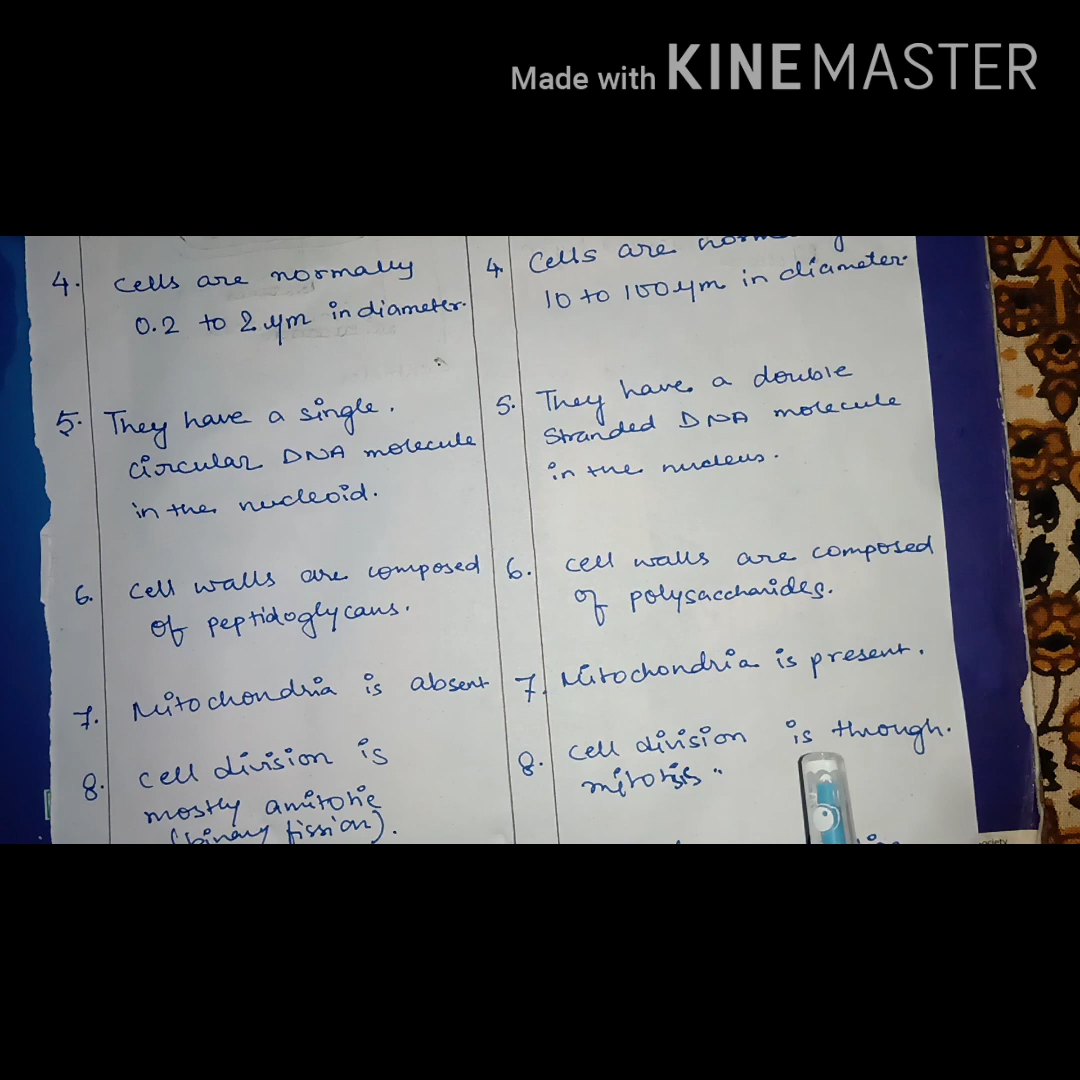 Made with KINEMASTER
4. Cells are normally
0.2 to 2 µm in diameter.
5. They have a single.
circular DNA molecule
in the nucleoid.
6. Cell walls are composed
of peptidoglycans.
7. Mitochondria is absent
8. Cell division is
mostly amitotic
(binary fission).
4. Cells are
10 to 100 µm in diameter.
5. They have a double
stranded DNA molecule
in the nucleus.
6. cell walls are composed
of polysaccharides.
7. Mitochondria is present.
8. cell division is through.
mitosis.